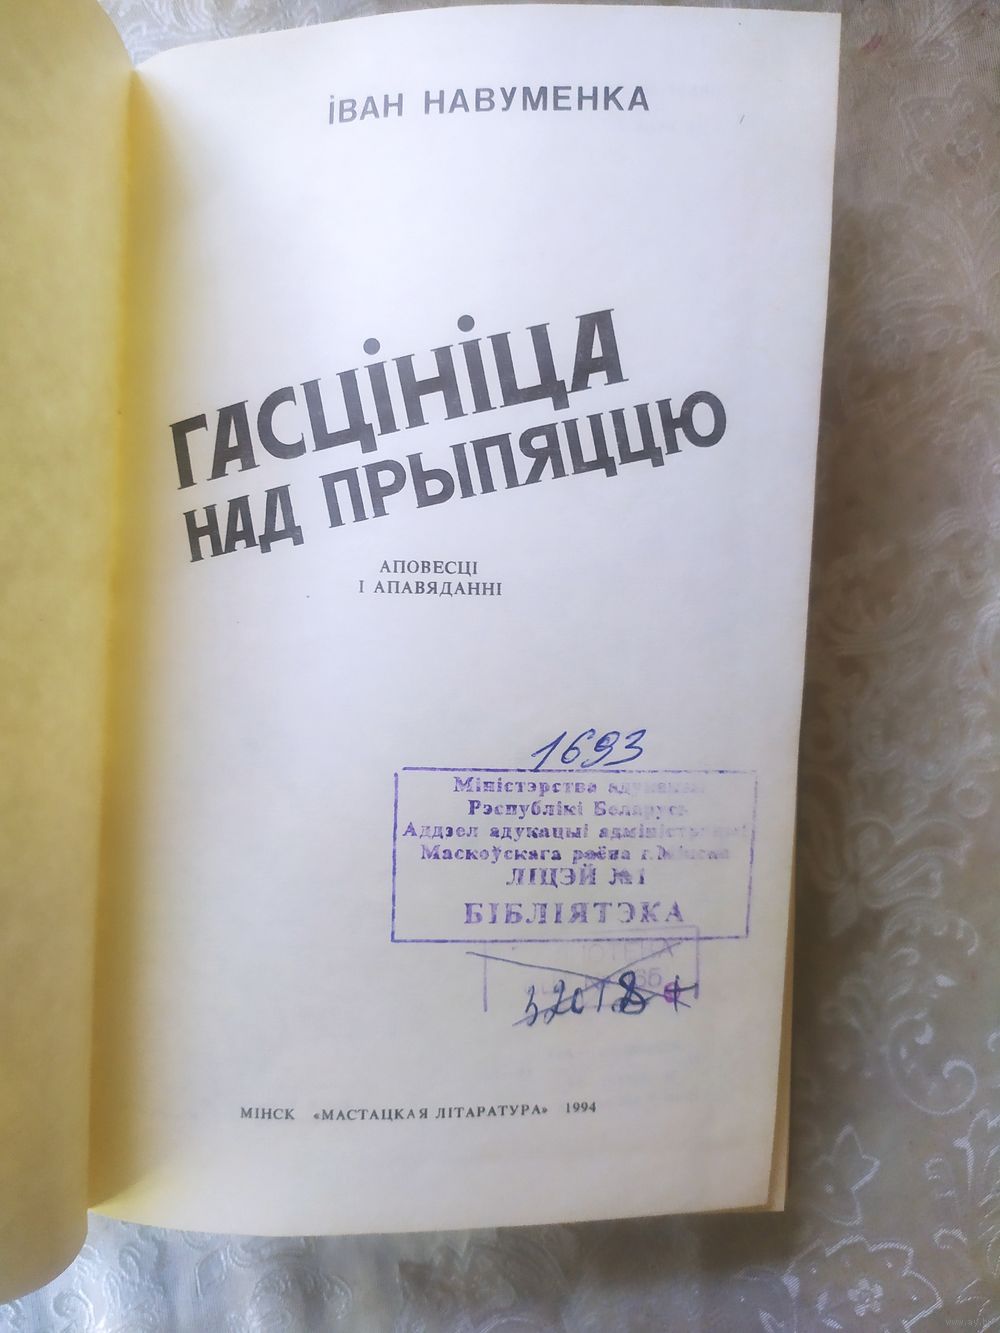 ІВАН НАВУМЕНКА
ГАСЦІНІЦА
НАД ПРЫПЯЦЦЮ
АПОВЕСЦІ
І АПАВЯДАННІ
1693
Міністэрства адукацыі
Рэспублікі Беларусь
Аддзел адукацыі адміністрацыі
Маскоўскага раёна г. Мінска
ЛІЦЭЙ №1
БІБЛІЯТЭКА
МІНСК «МАСТАЦКАЯ ЛІТАРАТУРА» 1994